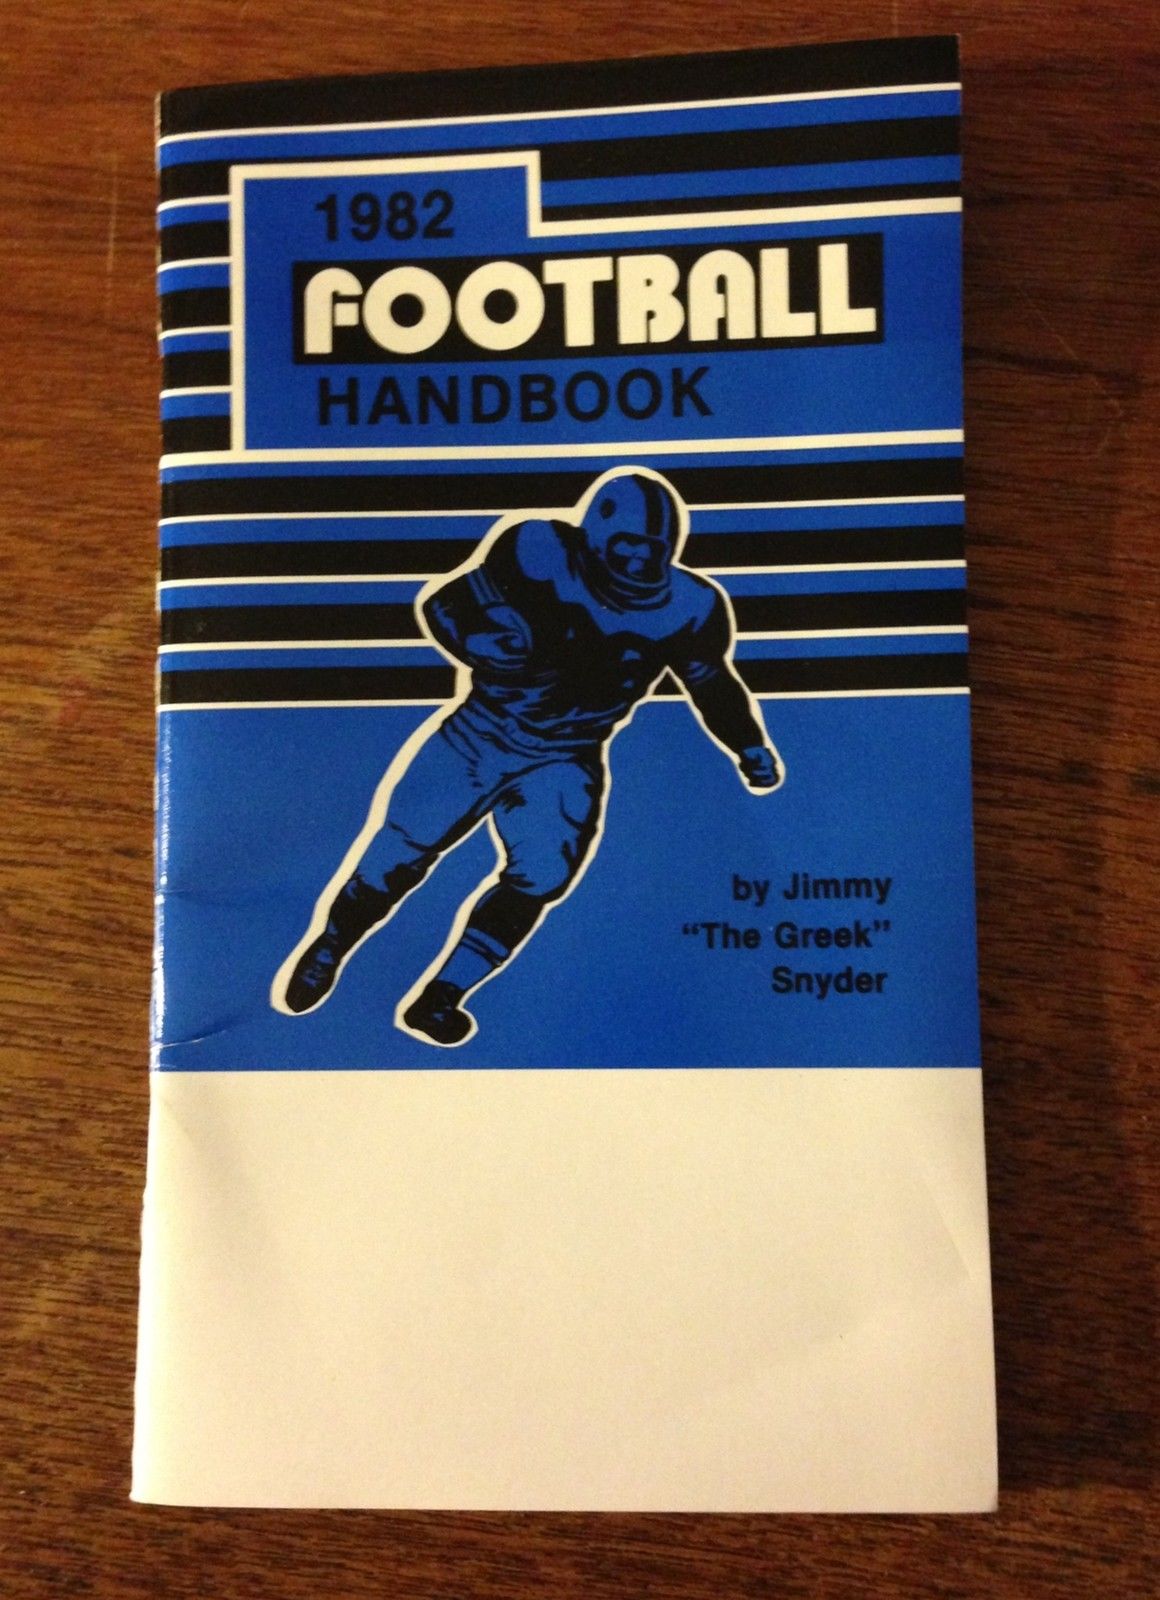 1982
FOOTBALL
HANDBOOK
by Jimmy
“The Greek”
Snyder